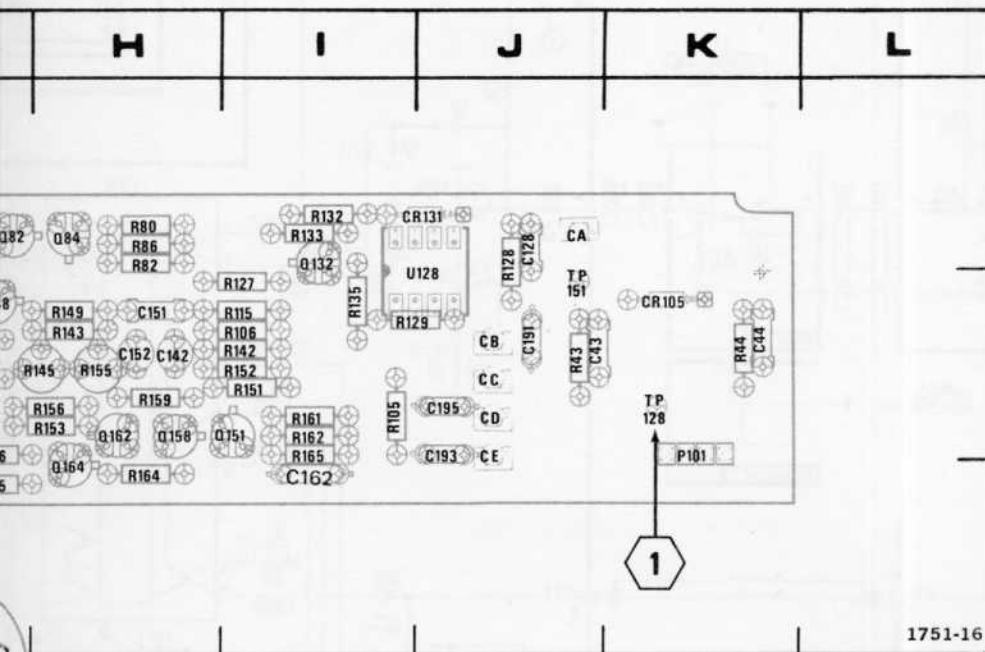 H I J K L
R132 CR131
Q82 Q84 R80 R133 CA
R86 R128 C128
R82 Q132 U128 TP
151
R127 R135
R149 C151 R115 CR105
R143 R106 R129 C191
C152 C142 R142 CB R43 C43 R44 C44
R145 R155 R152 CC
R151
R159 R105
R156 R161 C195 CD TP
128
R153 Q162 Q158 Q151 R162
Q164 R165 C193 CE P101
R164 C162
1
1751-16